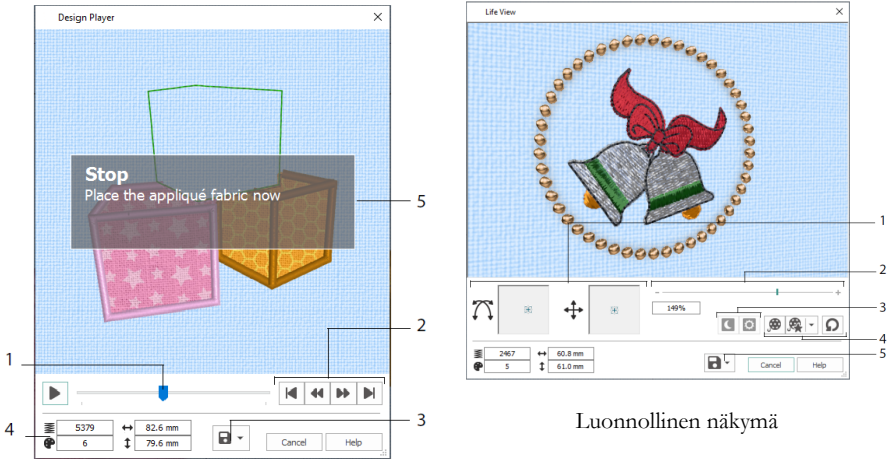 Design Player
Stop
Place the appliqué fabric now
5
1
2
4
3
5379
82.6 mm
6
79.6 mm
Cancel
Help
Life View
1
2
149%
3
4
5
2467
60.8 mm
5
61.0 mm
Cancel
Help
Luonnollinen näkymä